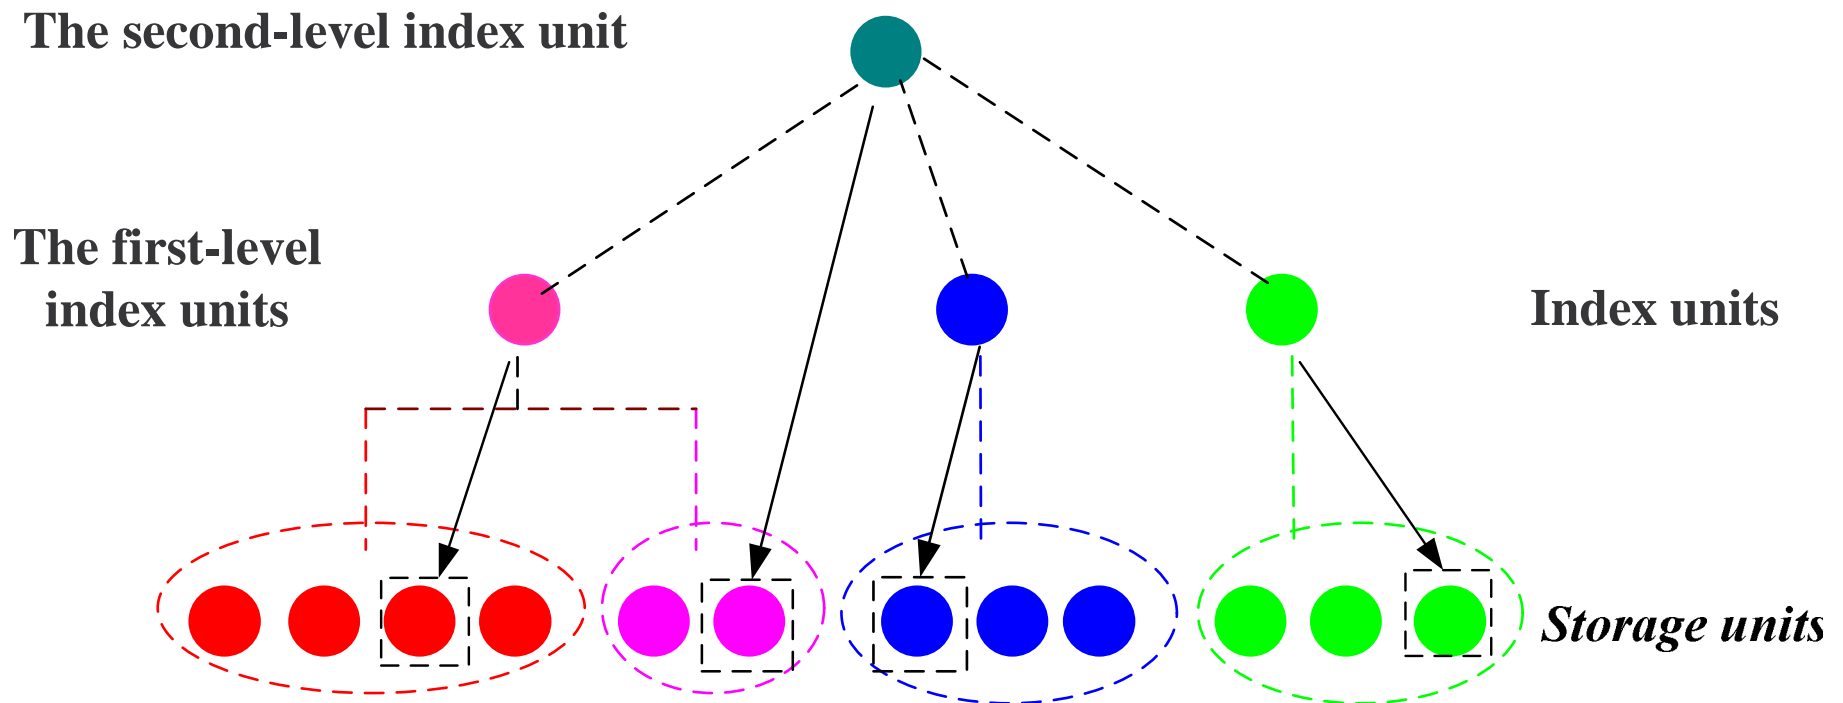 The second-level index unit
The first-level
index units
Index units
Storage units